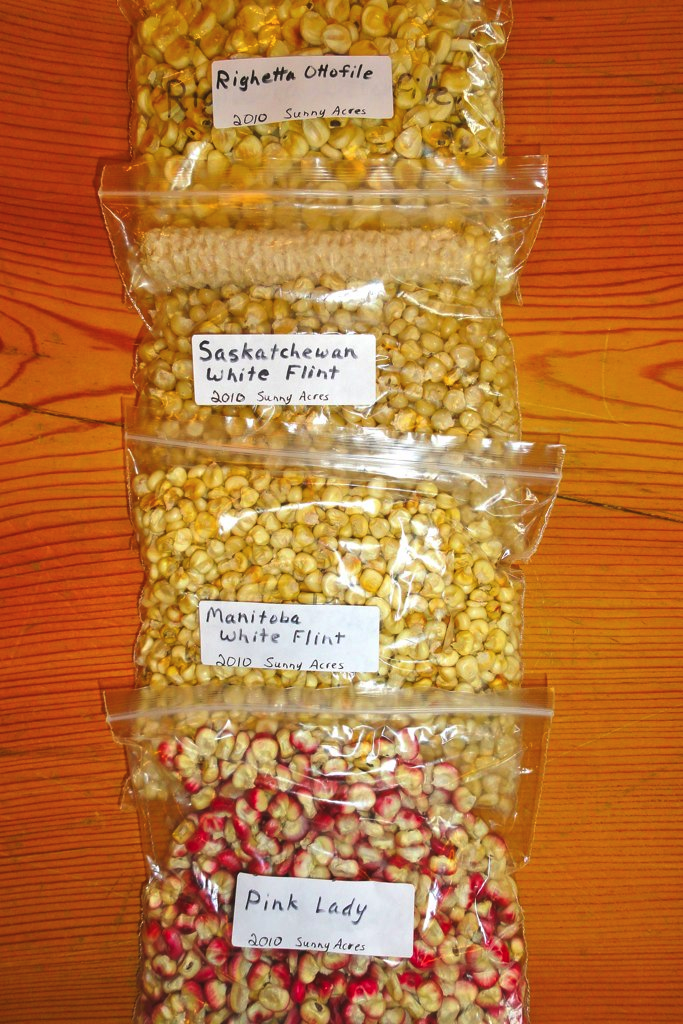 Righetta Ottofile
2010 Sunny Acres
Saskatchewan
White Flint
2010 Sunny Acres
Manitoba
White Flint
2010 Sunny Acres
Pink Lady
2010 Sunny Acres